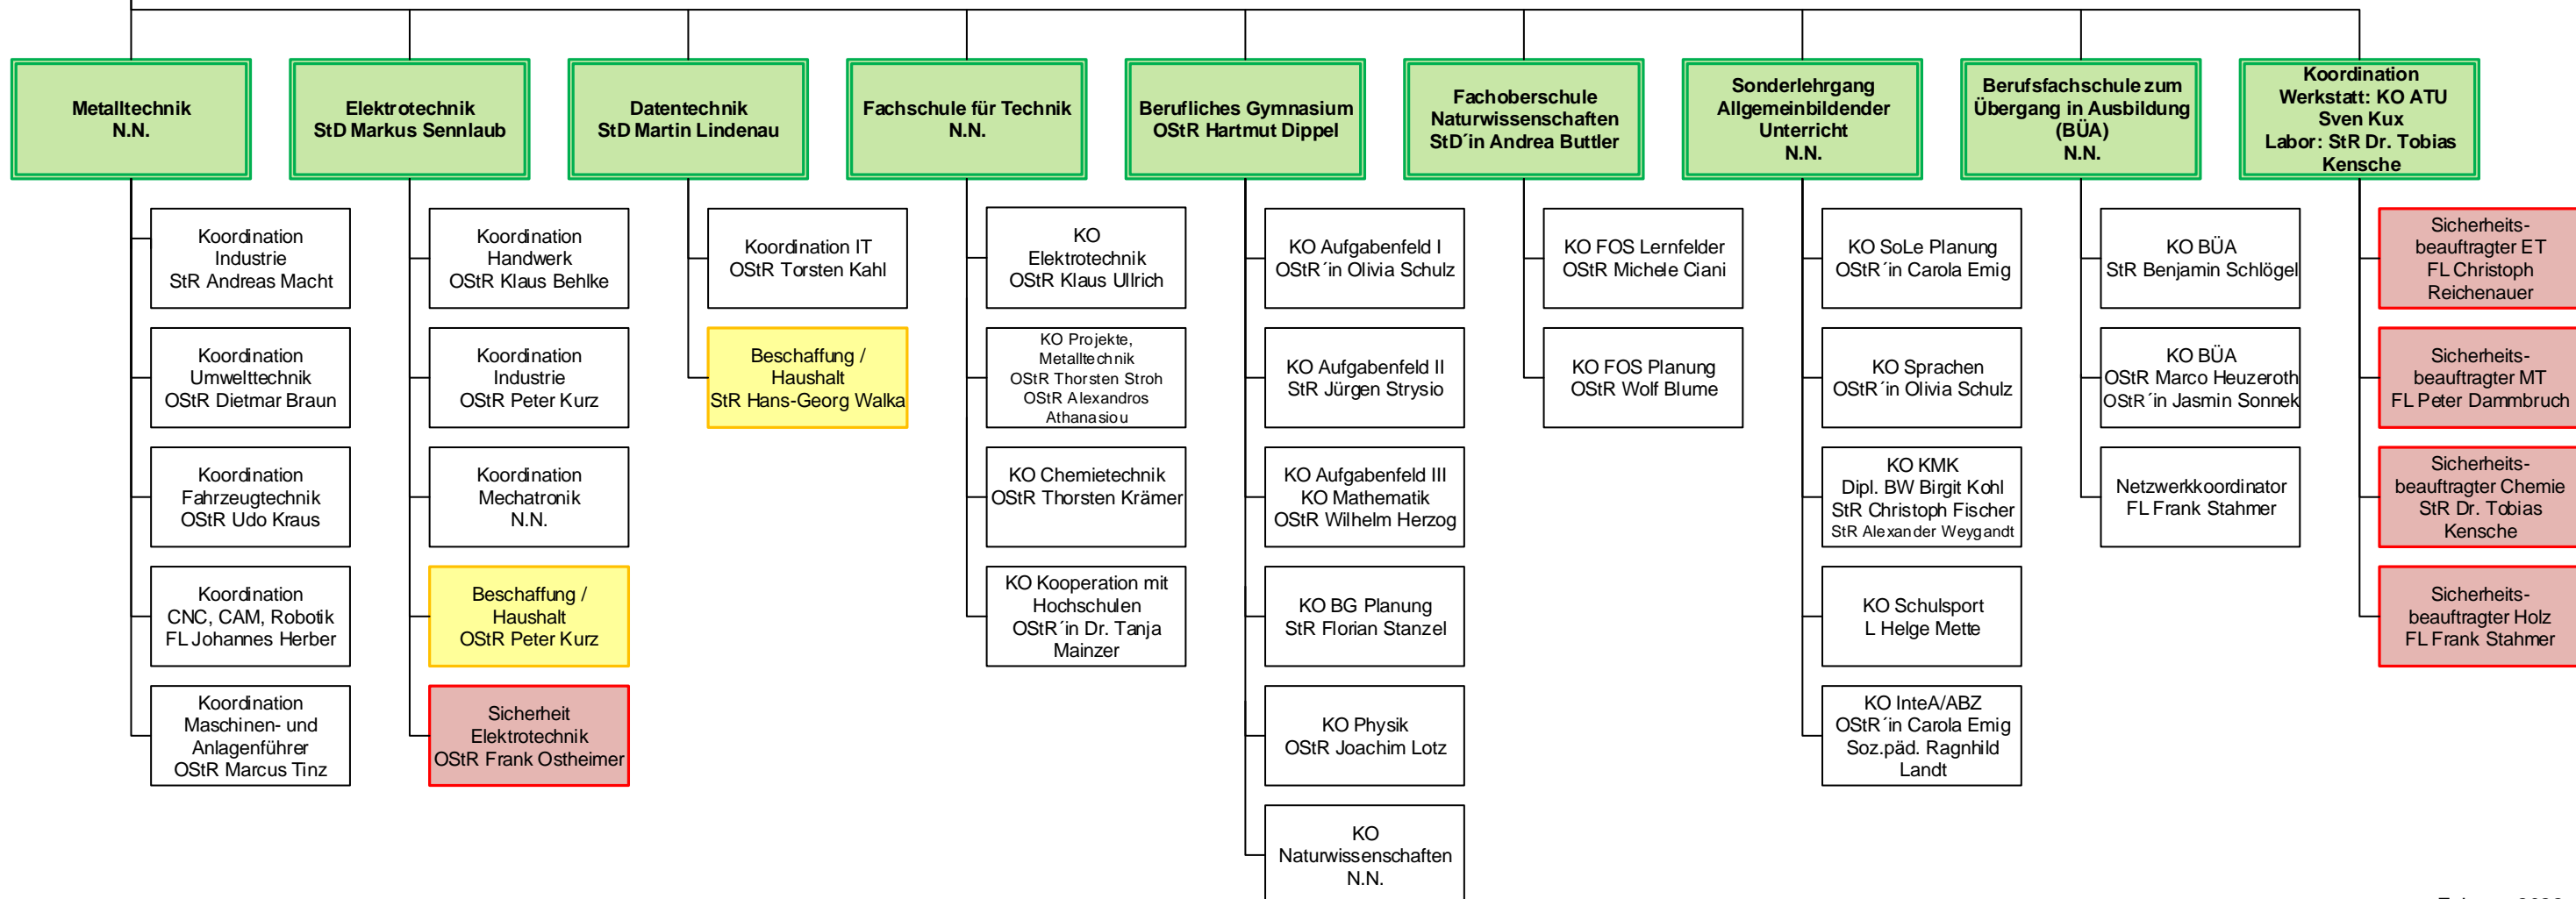 Metalltechnik
N.N.
Elektrotechnik
StD Markus Sennlaub
Datentechnik
StD Martin Lindenau
Fachschule für Technik
N.N.
Berufliches Gymnasium
OStR Hartmut Dippel
Fachoberschule
Naturwissenschaften
StD´in Andrea Buttler
Sonderlehrgang
Allgemeinbildender
Unterricht
N.N.
Berufsfachschule zum
Übergang in Ausbildung
(BÜA)
N.N.
Koordination
Werkstatt: KO ATU
Sven Kux
Labor: StR Dr. Tobias
Kensche
Koordination
Industrie
StR Andreas Macht
Koordination
Umwelttechnik
OStR Dietmar Braun
Koordination
Fahrzeugtechnik
OStR Udo Kraus
Koordination
CNC, CAM, Robotik
FL Johannes Herber
Koordination
Maschinen- und
Anlagenführer
OStR Marcus Tinz
Koordination
Handwerk
OStR Klaus Behlke
Koordination
Industrie
OStR Peter Kurz
Koordination
Mechatronik
N.N.
Beschaffung /
Haushalt
OStR Peter Kurz
Sicherheit
Elektrotechnik
OStR Frank Ostheimer
Koordination IT
OStR Torsten Kahl
Beschaffung /
Haushalt
StR Hans-Georg Walka
KO
Elektrotechnik
OStR Klaus Ullrich
KO Projekte,
Metalltechnik
OStR Thorsten Stroh
OStR Alexandros
Athanasiou
KO Chemietechnik
OStR Thorsten Krämer
KO Kooperation mit
Hochschulen
OStR´in Dr. Tanja
Mainzer
KO Aufgabenfeld I
OStR´in Olivia Schulz
KO Aufgabenfeld II
StR Jürgen Strysio
KO Aufgabenfeld III
KO Mathematik
OStR Wilhelm Herzog
KO BG Planung
StR Florian Stanzel
KO Physik
OStR Joachim Lotz
KO
Naturwissenschaften
N.N.
KO FOS Lernfelder
OStR Michele Ciani
KO FOS Planung
OStR Wolf Blume
KO SoLe Planung
OStR´in Carola Emig
KO Sprachen
OStR´in Olivia Schulz
KO KMK
Dipl. BW Birgit Kohl
StR Christoph Fischer
StR Alexander Weygandt
KO Schulsport
L Helge Mette
KO InteA/ABZ
OStR´in Carola Emig
Soz.päd. Ragnhild
Landt
KO BÜA
StR Benjamin Schlögel
KO BÜA
OStR Marco Heuzeroth
OStR´in Jasmin Sonnek
Netzwerkkoordinator
FL Frank Stahmer
Sicherheits-
beauftragter ET
FL Christoph
Reichenauer
Sicherheits-
beauftragter MT
FL Peter Dammbruch
Sicherheits-
beauftragter Chemie
StR Dr. Tobias
Kensche
Sicherheits-
beauftragter Holz
FL Frank Stahmer